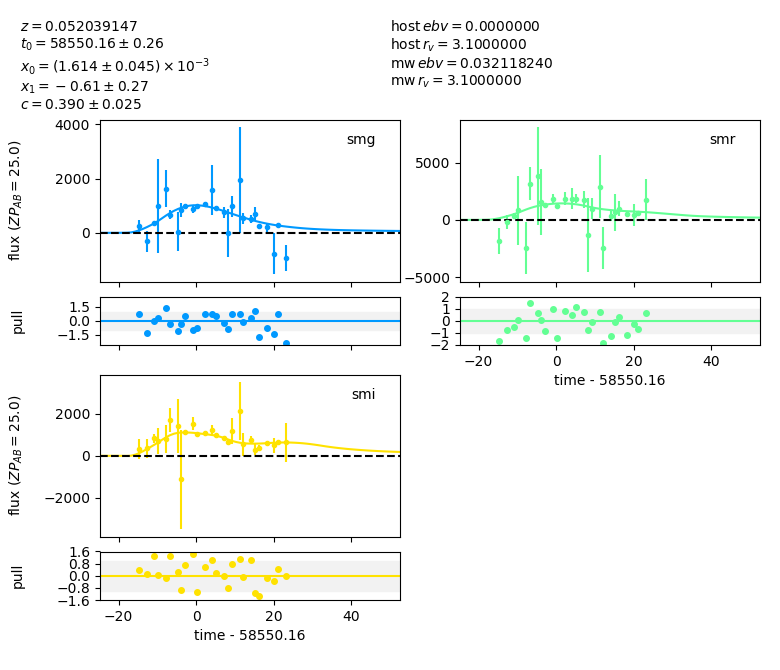 z = 0.052039147
t₀ = 58550.16 ± 0.26
x₀ = (1.614 ± 0.045) × 10⁻³
x₁ = −0.61 ± 0.27
c = 0.390 ± 0.025
host ebv = 0.0000000
host r_v = 3.1000000
mw ebv = 0.032118240
mw r_v = 3.1000000
smg
4000
2000
0
flux (ZP_AB = 25.0)
smr
5000
0
−5000
1.5
0.0
−1.5
pull
2
1
0
−1
−2
−20 0 20 40
time - 58550.16
smi
2000
0
−2000
flux (ZP_AB = 25.0)
1.6
0.8
0.0
−0.8
−1.6
pull
−20 0 20 40
time - 58550.16